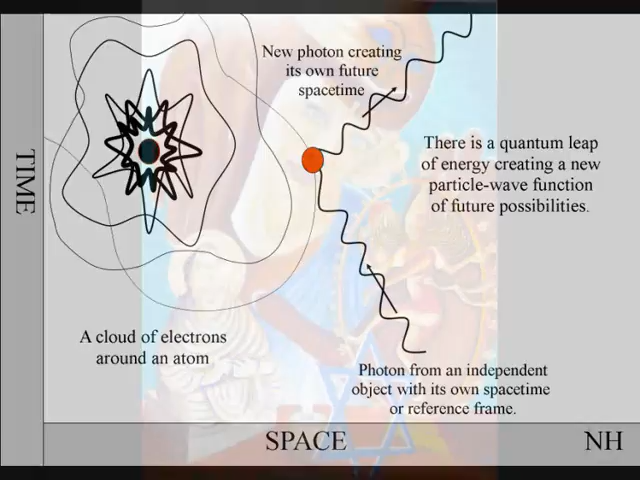 New photon creating
its own future
spacetime
There is a quantum leap
of energy creating a new
particle-wave function
of future possibilities.
TIME
A cloud of electrons
around an atom
Photon from an independent
object with its own spacetime
or reference frame.
SPACE
NH